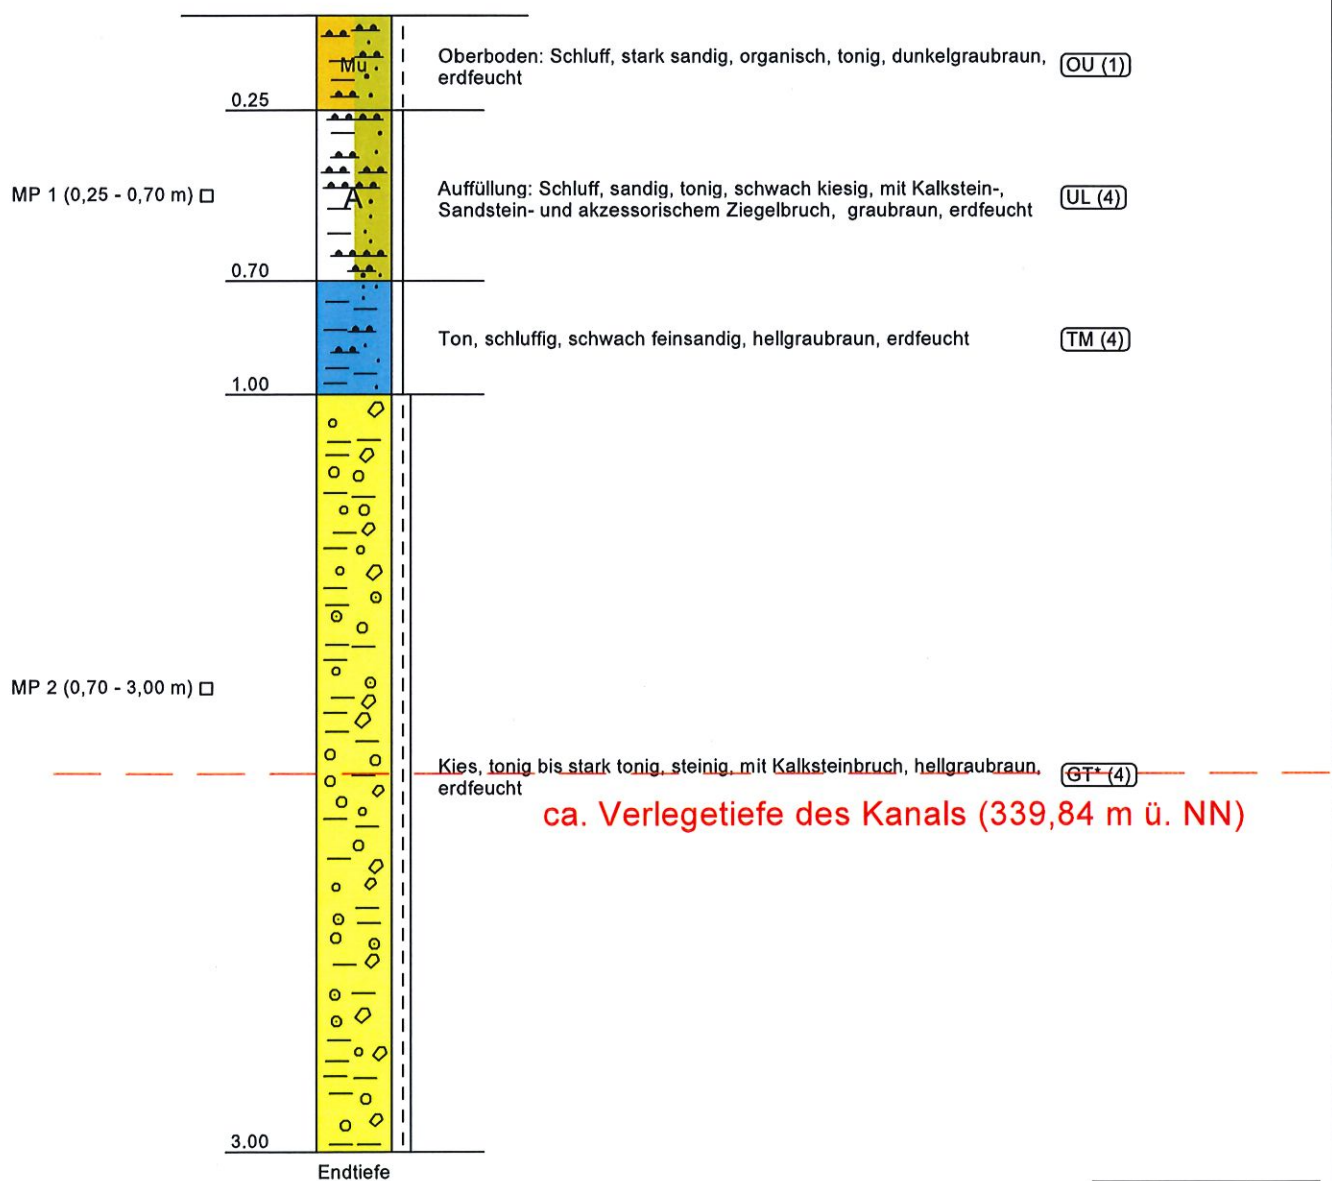 Mu
Oberboden: Schluff, stark sandig, organisch, tonig, dunkelgraubraun,
erdfeucht
OU (1)
0.25
MP 1 (0,25 - 0,70 m)
A
Auffüllung: Schluff, sandig, tonig, schwach kiesig, mit Kalkstein-,
Sandstein- und akzessorischem Ziegelbruch, graubraun, erdfeucht
UL (4)
0.70
Ton, schluffig, schwach feinsandig, hellgraubraun, erdfeucht
TM (4)
1.00
MP 2 (0,70 - 3,00 m)
Kies, tonig bis stark tonig, steinig, mit Kalksteinbruch, hellgraubraun,
erdfeucht
GT* (4)
ca. Verlegetiefe des Kanals (339,84 m ü. NN)
3.00
Endtiefe